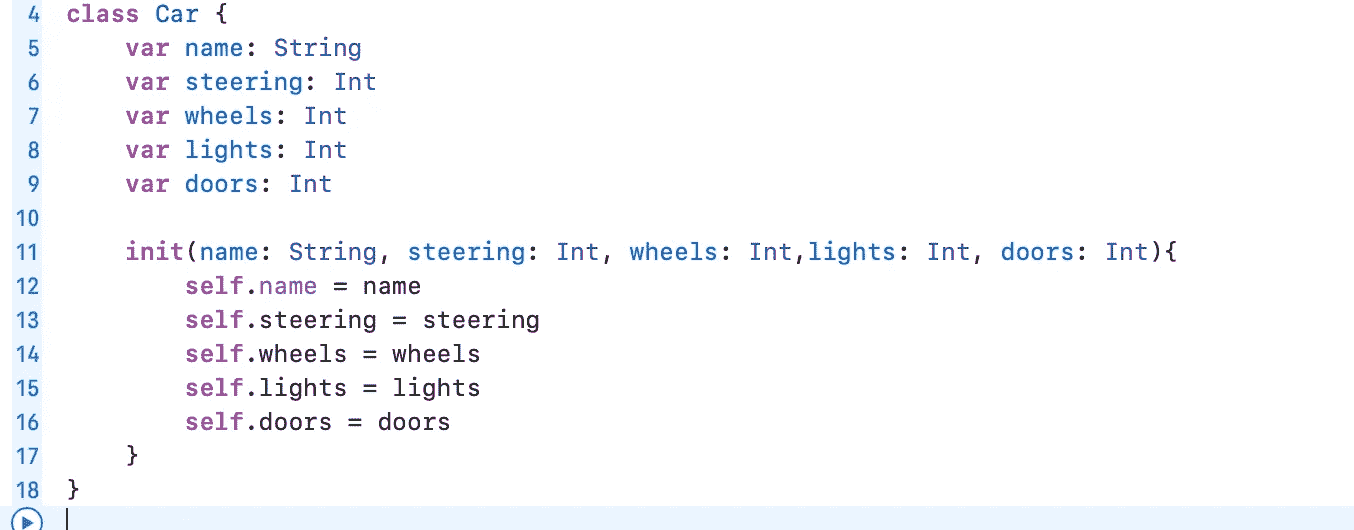 4 class Car {
5     var name: String
6     var steering: Int
7     var wheels: Int
8     var lights: Int
9     var doors: Int
10
11     init(name: String, steering: Int, wheels: Int,lights: Int, doors: Int){
12         self.name = name
13         self.steering = steering
14         self.wheels = wheels
15         self.lights = lights
16         self.doors = doors
17     }
18 }